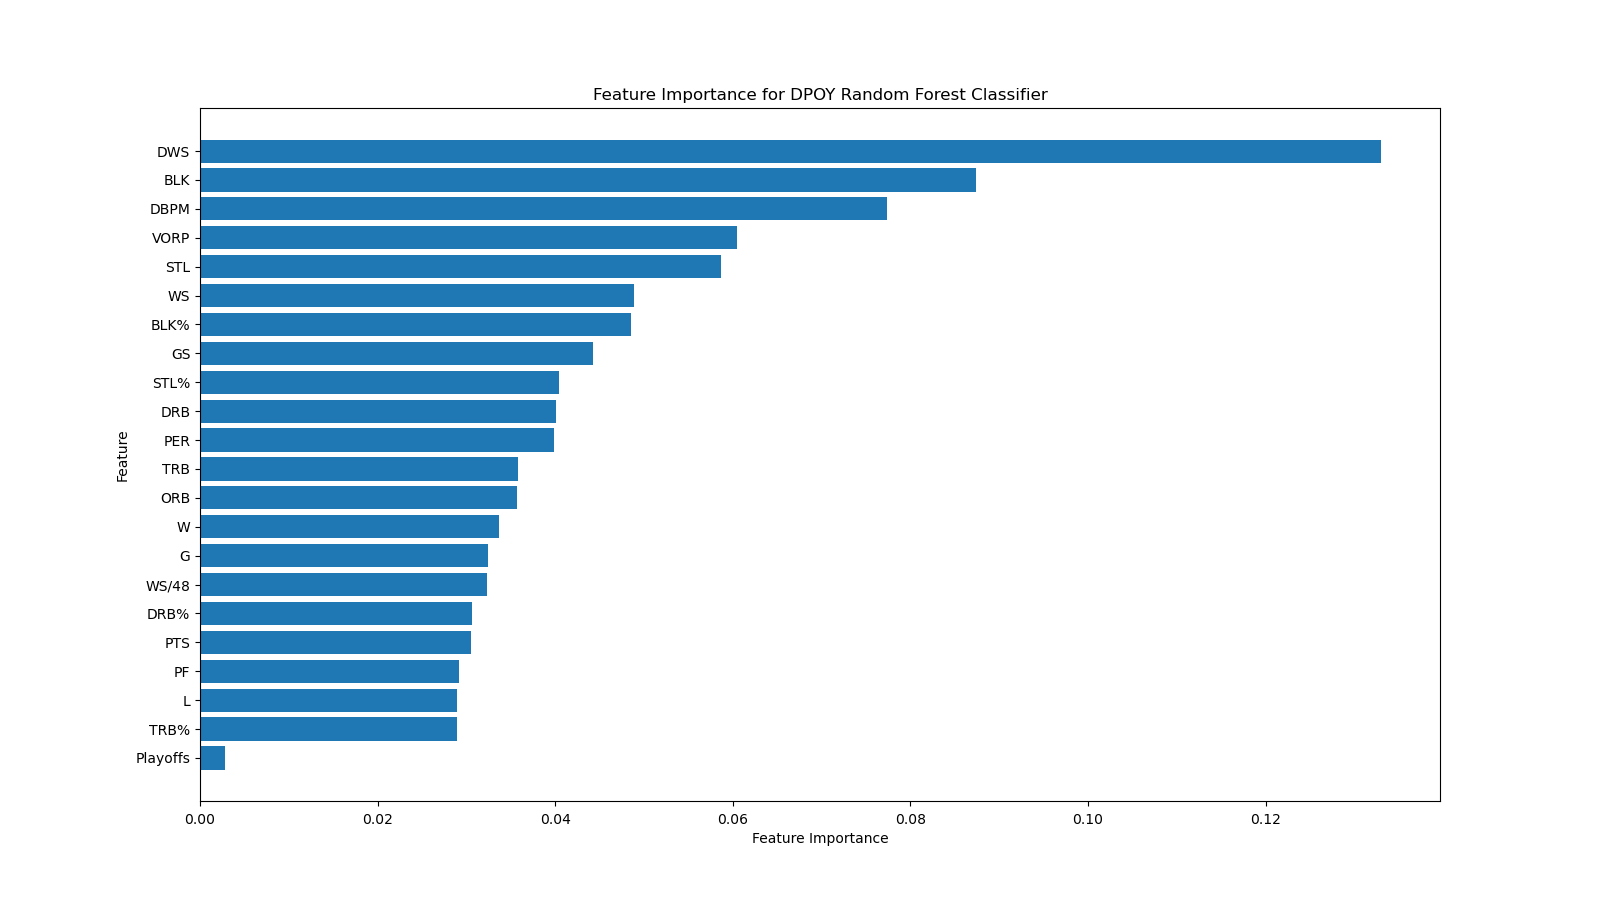 Feature Importance for DPOY Random Forest Classifier
DWS
BLK
DBPM
VORP
STL
WS
BLK%
GS
STL%
DRB
PER
TRB
ORB
W
G
WS/48
DRB%
PTS
PF
L
TRB%
Playoffs
Feature
0.00 0.02 0.04 0.06 0.08 0.10 0.12
Feature Importance